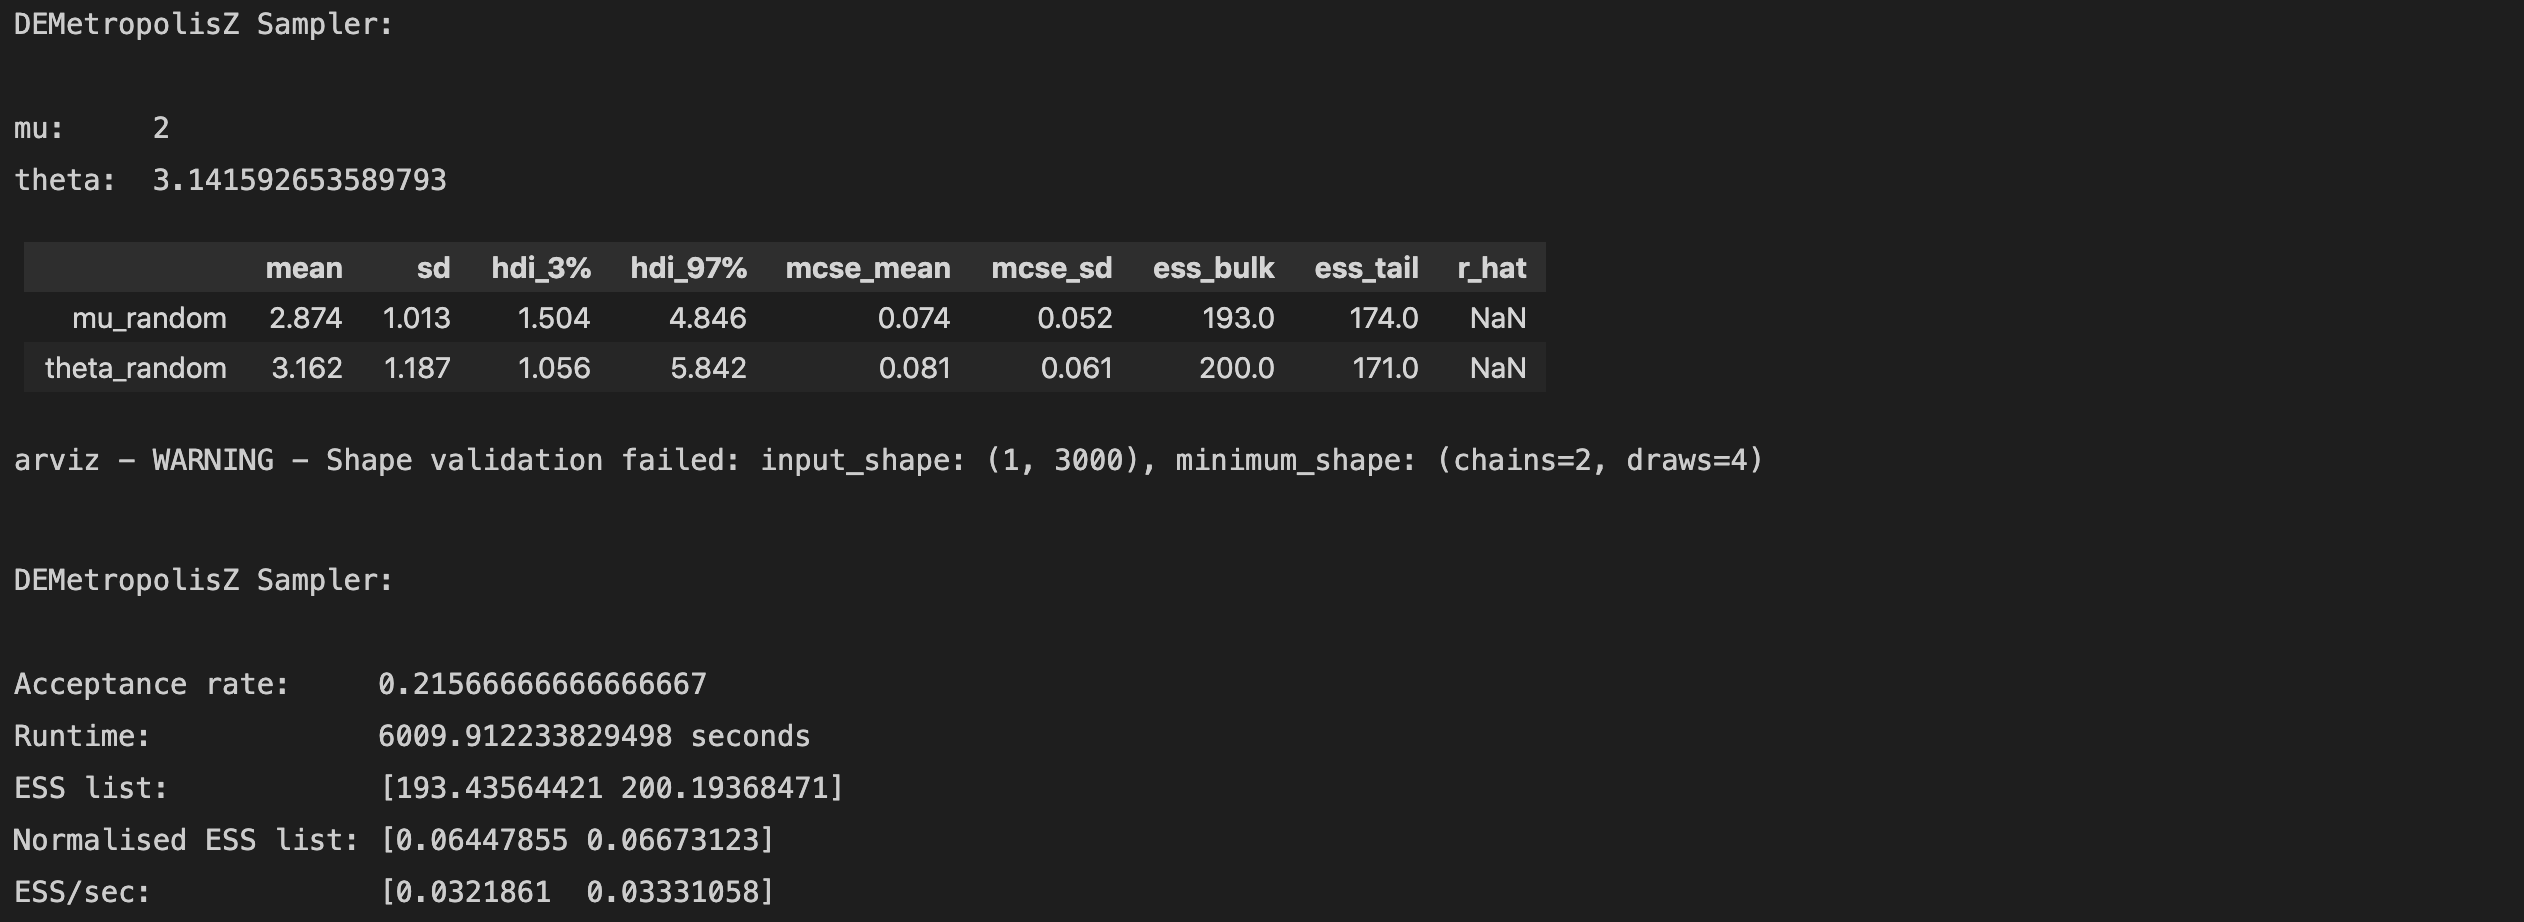 DEMetropolisZ Sampler:
mu: 2
theta: 3.141592653589793
mean sd hdi_3% hdi_97% mcse_mean mcse_sd ess_bulk ess_tail r_hat
mu_random 2.874 1.013 1.504 4.846 0.074 0.052 193.0 174.0 NaN
theta_random 3.162 1.187 1.056 5.842 0.081 0.061 200.0 171.0 NaN
arviz - WARNING - Shape validation failed: input_shape: (1, 3000), minimum_shape: (chains=2, draws=4)
DEMetropolisZ Sampler:
Acceptance rate: 0.21566666666666667
Runtime: 6009.912233829498 seconds
ESS list: [193.43564421 200.19368471]
Normalised ESS list: [0.06447855 0.06673123]
ESS/sec: [0.0321861 0.03331058]